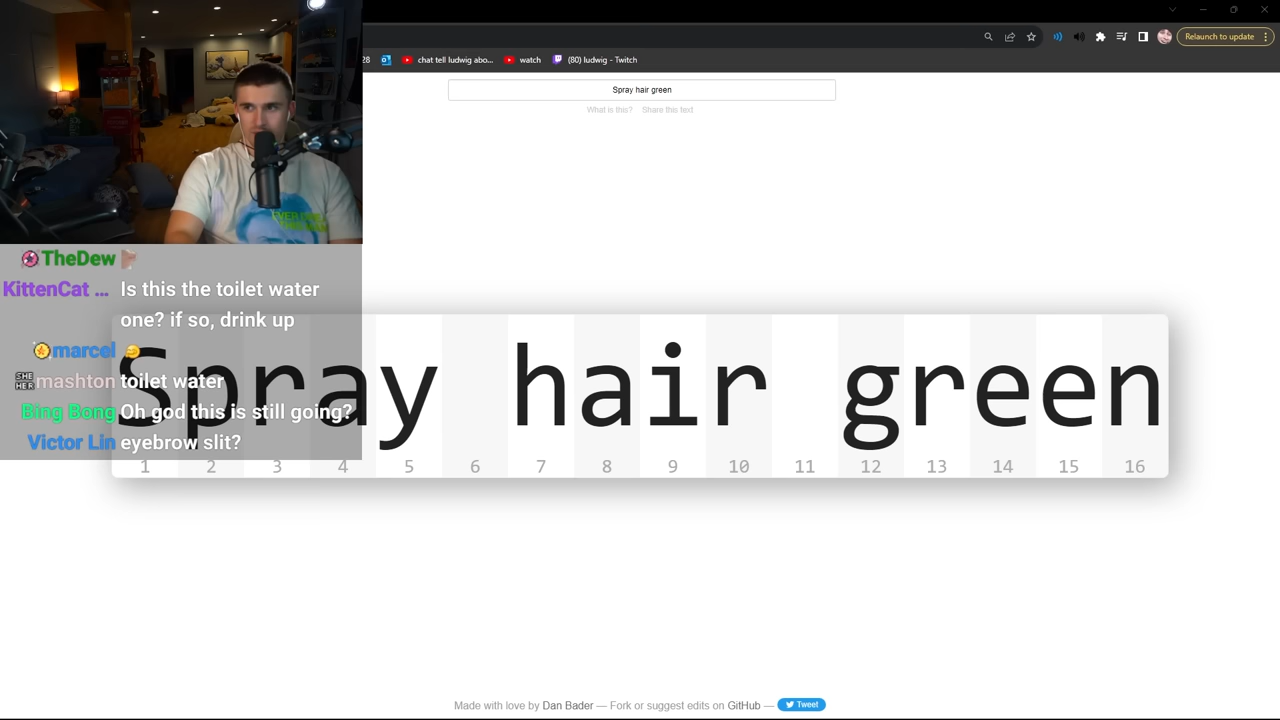 Relaunch to update
28
chat tell ludwig abo...
watch
(80) ludwig - Twitch
Spray hair green
What is this?
Share this text
TheDew
KittenCat ... Is this the toilet water
one? if so, drink up
marcel
SHE HER mashton toilet water
Bing Bong Oh god this is still going?
Victor Lin eyebrow slit?
Spray hair green
1 2 3 4 5 6 7 8 9 10 11 12 13 14 15 16
Made with love by Dan Bader — Fork or suggest edits on GitHub — Tweet